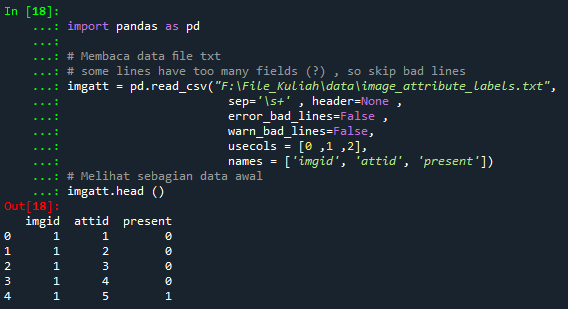 In [18]:
    ...: import pandas as pd
    ...:
    ...: # Membaca data file txt
    ...: # some lines have too many fields (?) , so skip bad lines
    ...: imgatt = pd.read_csv("F:\File_Kuliah\data\image_attribute_labels.txt",
    ...:                      sep='\s+' , header=None ,
    ...:                      error_bad_lines=False ,
    ...:                      warn_bad_lines=False,
    ...:                      usecols = [0 ,1 ,2],
    ...:                      names = ['imgid', 'attid', 'present'])
    ...: # Melihat sebagian data awal
    ...: imgatt.head ()
Out[18]:
   imgid  attid  present
0      1      1        0
1      1      2        0
2      1      3        0
3      1      4        0
4      1      5        1